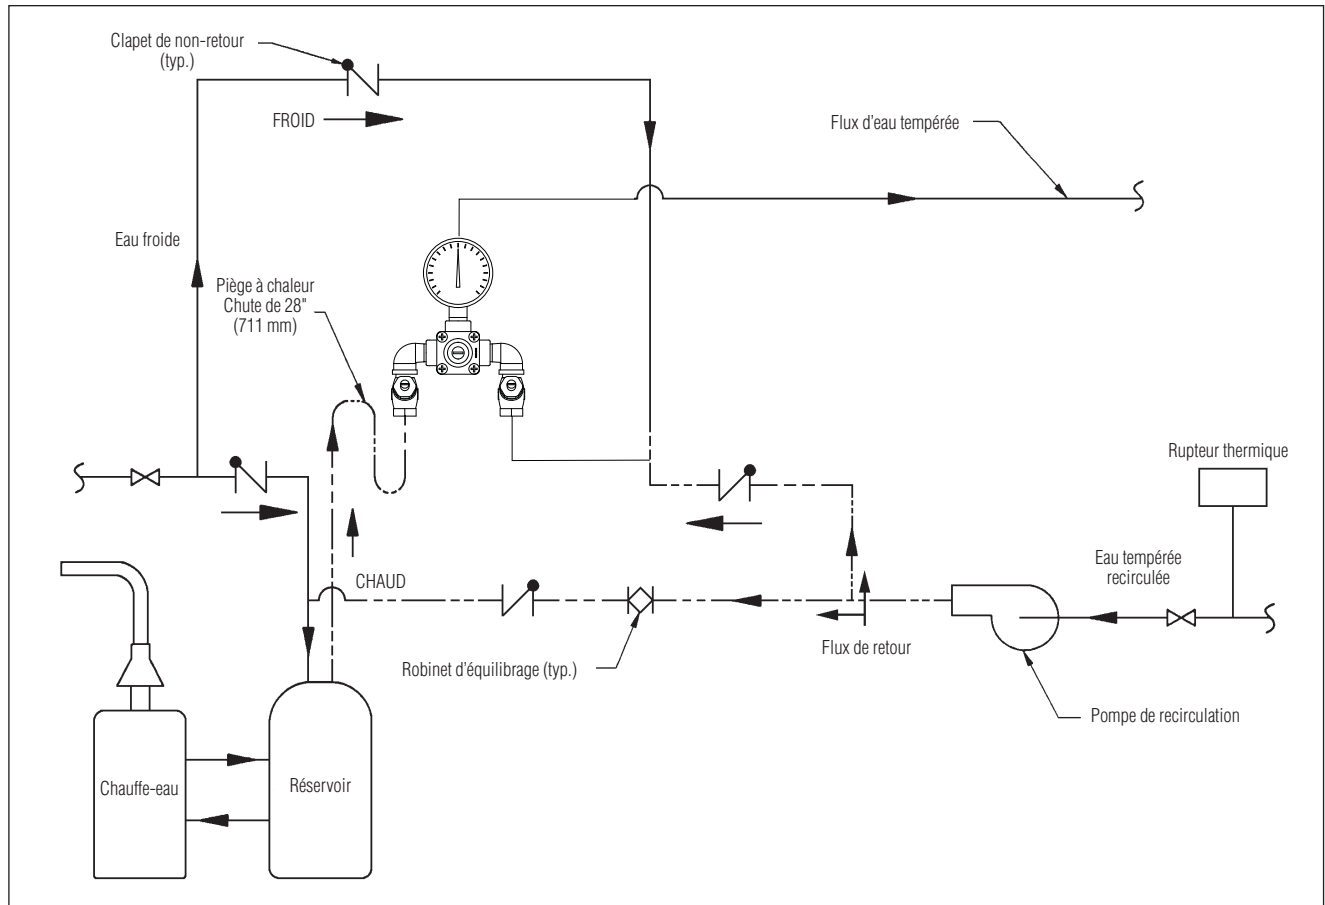 Clapet de non-retour
(typ.)
FROID
Flux d'eau tempérée
Eau froide
Piège à chaleur
Chute de 28"
(711 mm)
Rupteur thermique
Eau tempérée
recirculée
CHAUD
Flux de retour
Robinet d'équilibrage (typ.)
Pompe de recirculation
Chauffe-eau
Réservoir